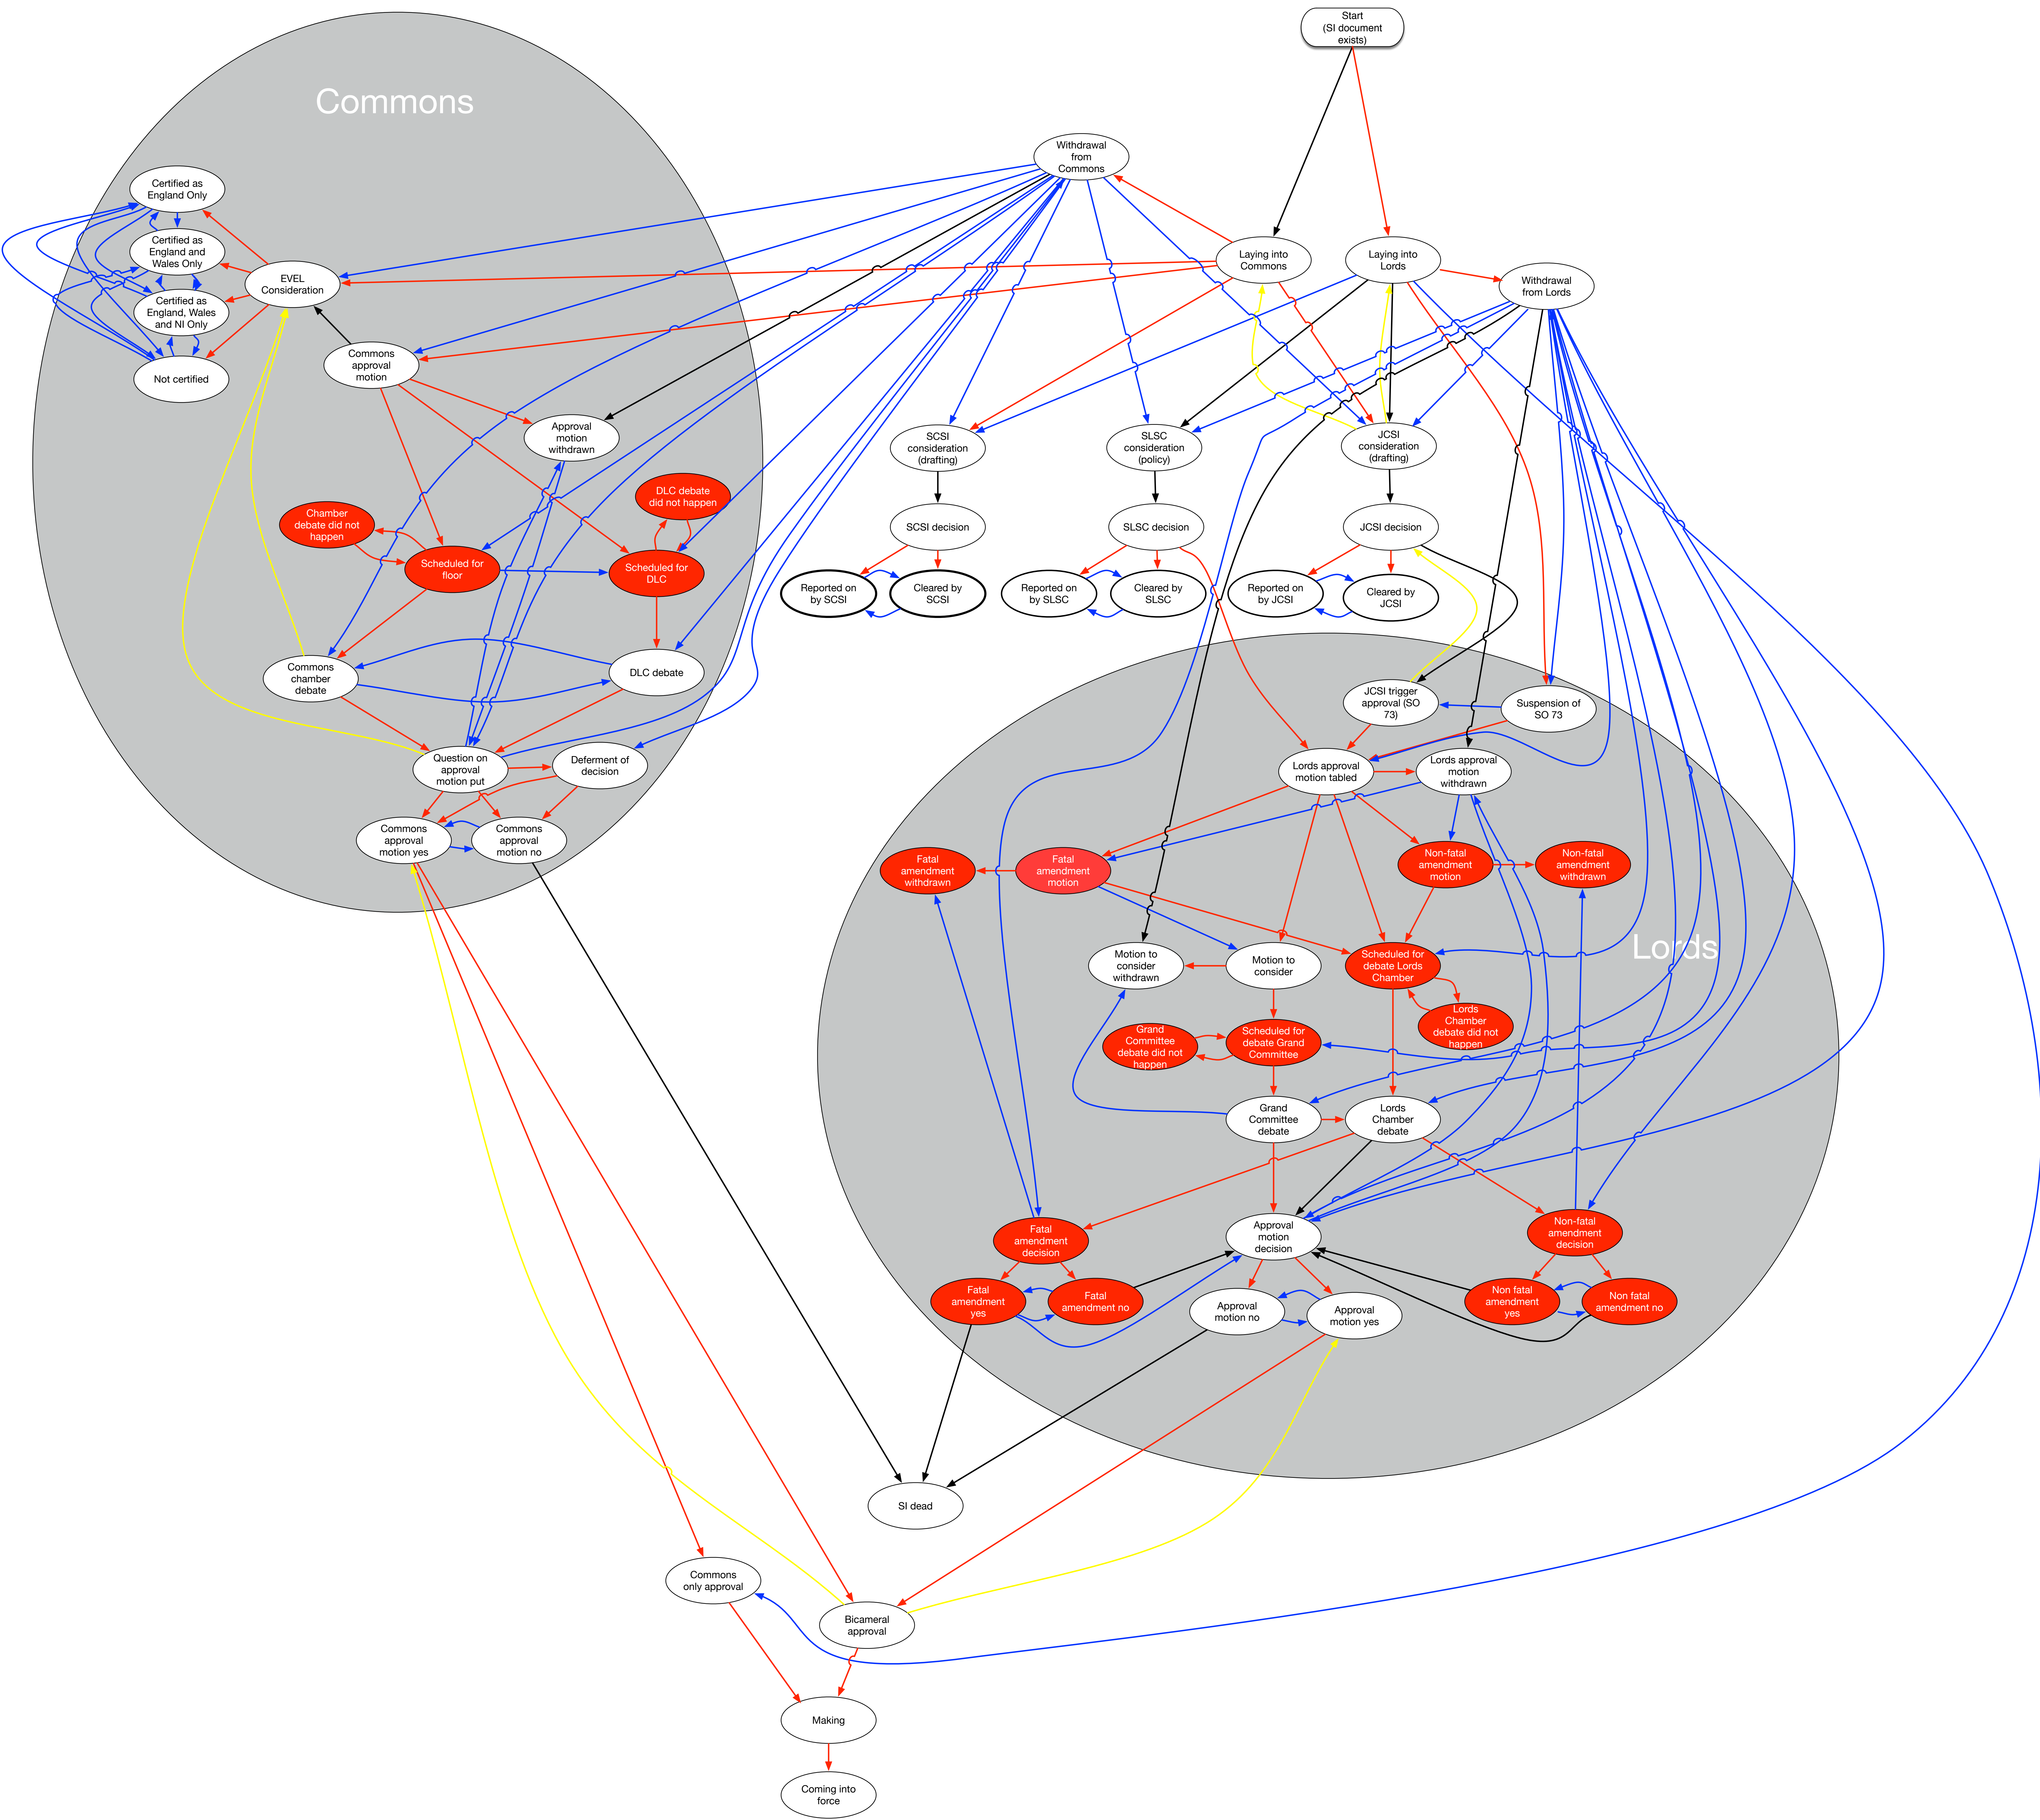 Start
(SI document
exists)
Commons
Withdrawal
from
Commons
Certified as
England Only
Certified as
England and
Wales Only
Certified as
England, Wales
and NI Only
Not certified
EVEL
Consideration
Laying into
Commons
Laying into
Lords
Withdrawal
from Lords
Commons
approval
motion
Approval
motion
withdrawn
SCSI
consideration
(drafting)
SLSC
consideration
(policy)
JCSI
consideration
(drafting)
Chamber
debate did not
happen
DLC debate
did not happen
Scheduled for
floor
Scheduled for
DLC
SCSI decision
SLSC decision
JCSI decision
Reported on
by SCSI
Cleared by
SCSI
Reported on
by SLSC
Cleared by
SLSC
Reported on
by JCSI
Cleared by
JCSI
Commons
chamber
debate
DLC debate
JCSI trigger
approval (SO
73)
Suspension of
SO 73
Question on
approval
motion put
Deferment of
decision
Lords approval
motion tabled
Lords approval
motion
withdrawn
Commons
approval
motion yes
Commons
approval
motion no
Fatal
amendment
withdrawn
Fatal
amendment
motion
Non-fatal
amendment
motion
Non-fatal
amendment
withdrawn
Lords
Motion to
consider
withdrawn
Motion to
consider
Scheduled for
debate Lords
Chamber
Grand
Committee
debate did not
happen
Scheduled for
debate Grand
Committee
Lords
Chamber
debate did not
happen
Grand
Committee
debate
Lords
Chamber
debate
Fatal
amendment
decision
Approval
motion
decision
Non-fatal
amendment
decision
Fatal
amendment
yes
Fatal
amendment no
Approval
motion no
Approval
motion yes
Non fatal
amendment
yes
Non fatal
amendment no
SI dead
Commons
only approval
Bicameral
approval
Making
Coming into
force